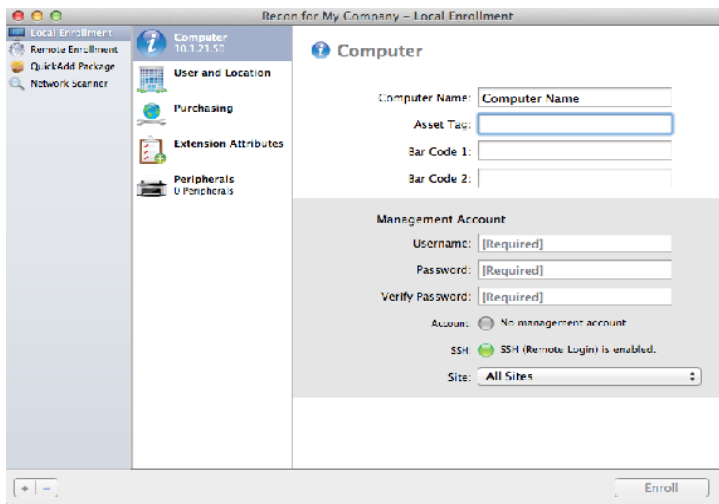 Recon for My Company – Local Enrollment
Local Enrollment
Remote Enrollment
QuickAdd Package
Network Scanner
Computer
10.1.21.50
User and Location
Purchasing
Extension Attributes
Peripherals
0 Peripherals
Computer
Computer Name: Computer Name
Asset Tag:
Bar Code 1:
Bar Code 2:
Management Account
Username: [Required]
Password: [Required]
Verify Password: [Required]
Account: No management account
SSH: SSH (Remote Login) is enabled.
Site: All Sites
Enroll